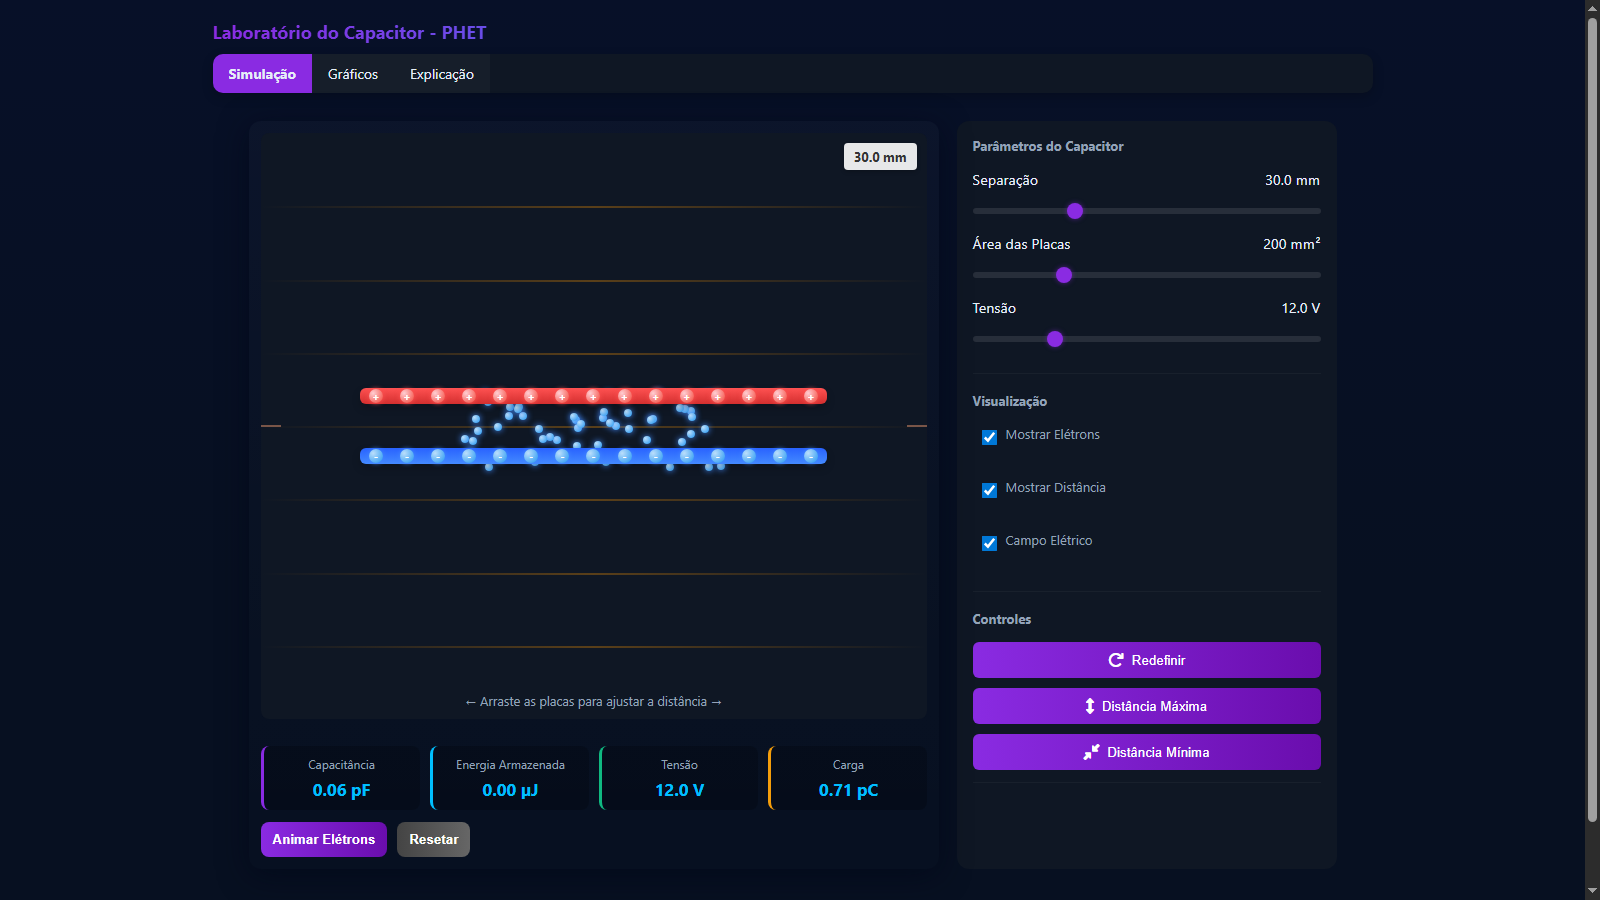 Laboratório do Capacitor - PHET
Simulação Gráficos Explicação
30.0 mm
+ + + + + + + + + + + + + + +
- - - - - - - - - - - - - - -
← Arraste as placas para ajustar a distância →
Capacitância
0.06 pF
Energia Armazenada
0.00 µJ
Tensão
12.0 V
Carga
0.71 pC
Animar Elétrons Resetar
Parâmetros do Capacitor
Separação 30.0 mm
Área das Placas 200 mm²
Tensão 12.0 V
Visualização
Mostrar Elétrons
Mostrar Distância
Campo Elétrico
Controles
Redefinir
Distância Máxima
Distância Mínima